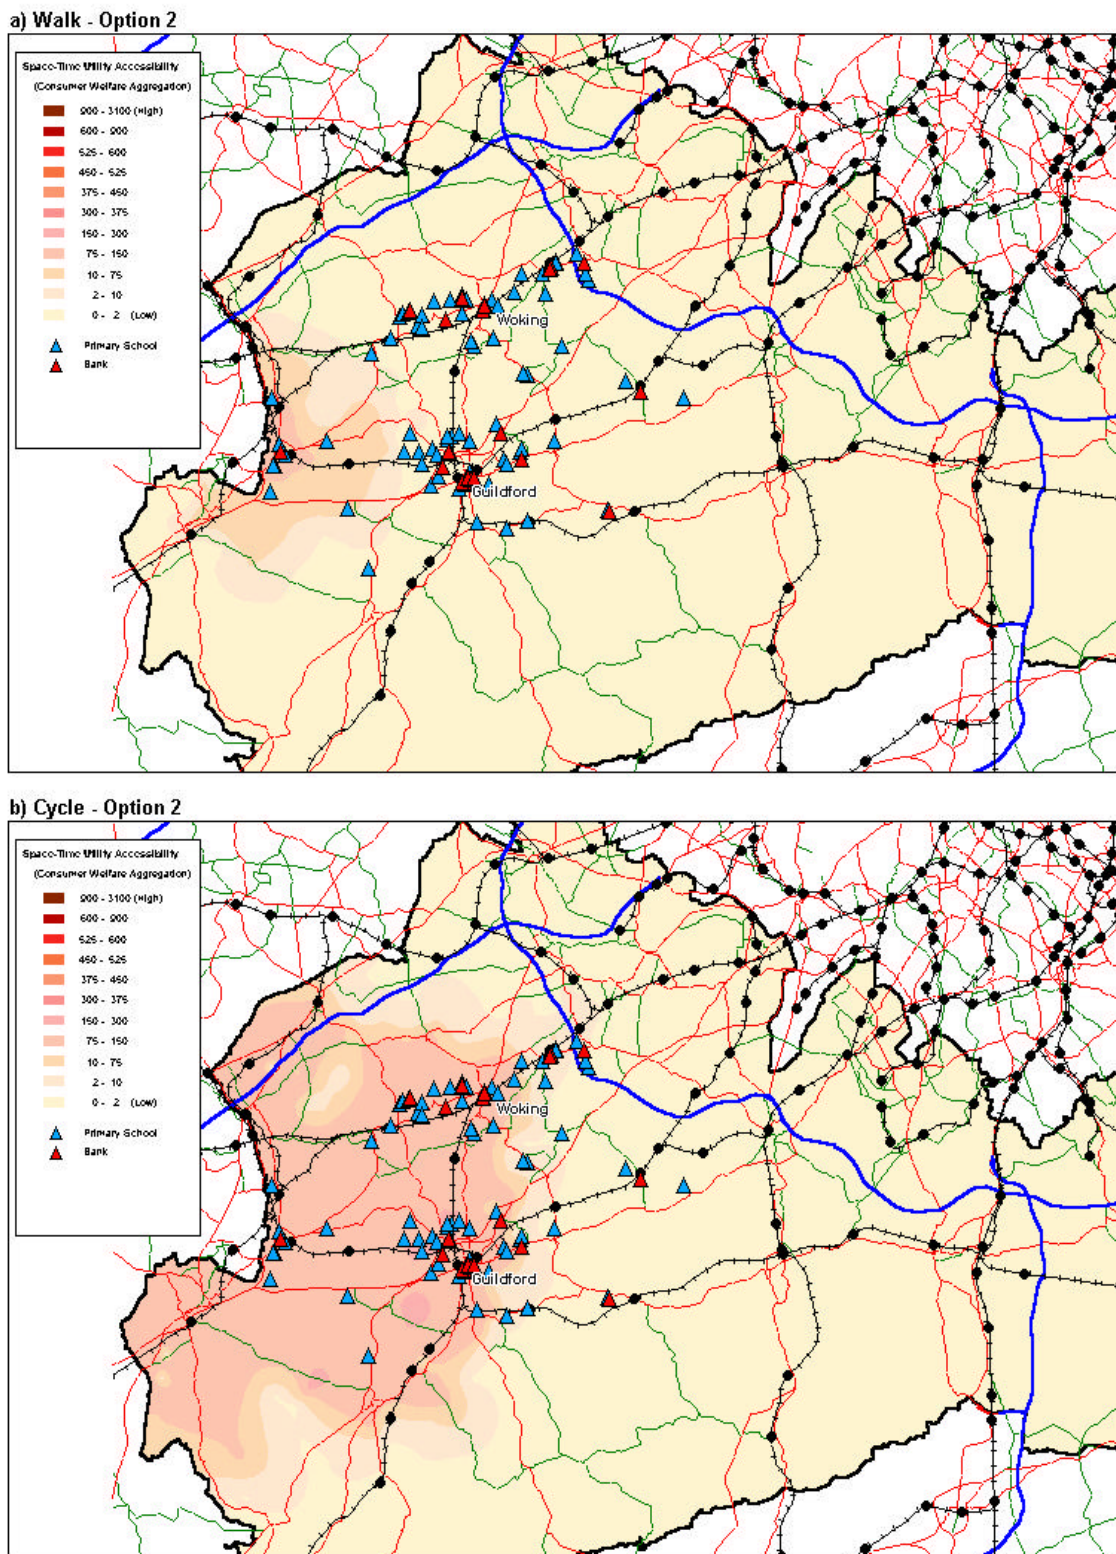 a) Walk - Option 2
Space-Time Utility Accessibility
(Consumer Welfare Aggregation)
900 - 3100 (High)
600 - 900
525 - 600
450 - 525
375 - 450
300 - 375
150 - 300
75 - 150
10 - 75
2 - 10
0 - 2 (Low)
Primary School
Bank
Woking
Guildford
b) Cycle - Option 2
Space-Time Utility Accessibility
(Consumer Welfare Aggregation)
900 - 3100 (High)
600 - 900
525 - 600
450 - 525
375 - 450
300 - 375
150 - 300
75 - 150
10 - 75
2 - 10
0 - 2 (Low)
Primary School
Bank
Woking
Guildford